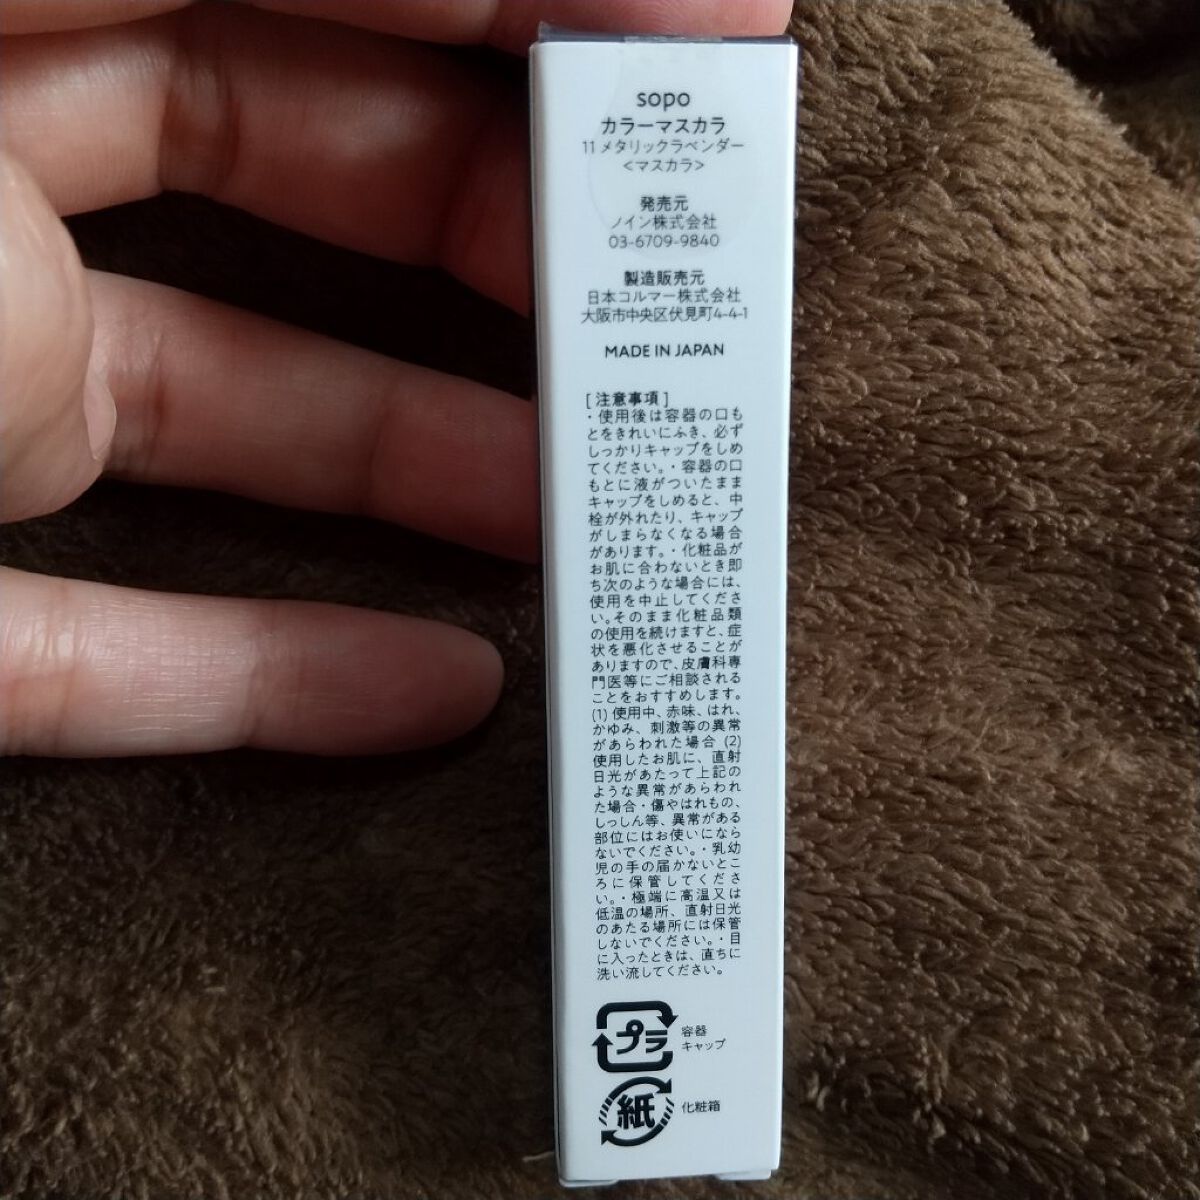 sopo
カラーマスカラ
11 メタリックラベンダー
<マスカラ>
発売元
ノイン株式会社
03-6709-9840
製造販売元
日本コルマー株式会社
大阪市中央区伏見町4-4-1
MADE IN JAPAN
[注意事項]
・使用後は容器の口も
とをきれいにふき、必ず
しっかりキャップをしめ
てください。・容器の口
もとに液がついたまま
キャップをしめると、中
栓が外れたり、キャップ
がしまらなくなる場合
があります。・化粧品が
お肌に合わないとき即
ち次のような場合には、
使用を中止してくださ
い。そのまま化粧品類
の使用を続けますと、症
状を悪化させることが
ありますので、皮膚科専
門医等にご相談される
ことをおすすめします。
(1) 使用中、赤味、はれ、
かゆみ、刺激等の異常
があらわれた場合 (2)
使用したお肌に、直射
日光があたって上記の
ような異常があらわれ
た場合・傷やはれもの、
しっしん等、異常がある
部位にはお使いになら
ないでください。・乳幼
児の手の届かないとこ
ろに保管してくださ
い。・極端に高温又は
低温の場所、直射日光
のあたる場所には保管
しないでください。・目
に入ったときは、直ちに
洗い流してください。
プラ
容器
キャップ
紙
化粧箱